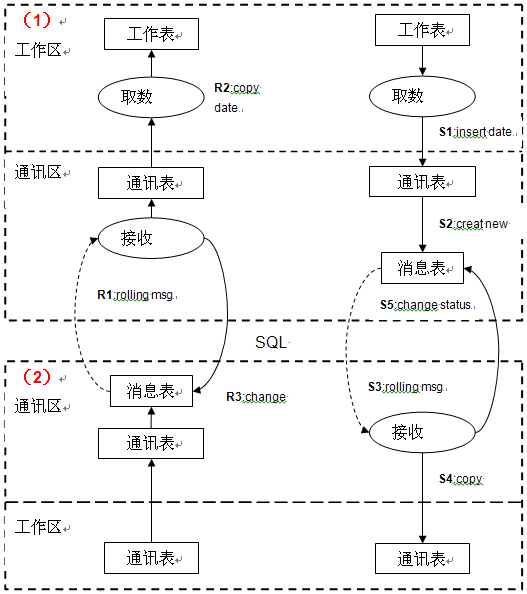 （1）
工作区
工作表
工作表
取数
R2:copy
date.
取数
S1:insert date.
通讯区
通讯表
通讯表
接收
S2:creat new
消息表
R1:rolling msg.
S5:change status.
SQL
（2）
通讯区
消息表
R3:change
S3:rolling msg.
接收
通讯表
S4:copy
工作区
通讯表
通讯表